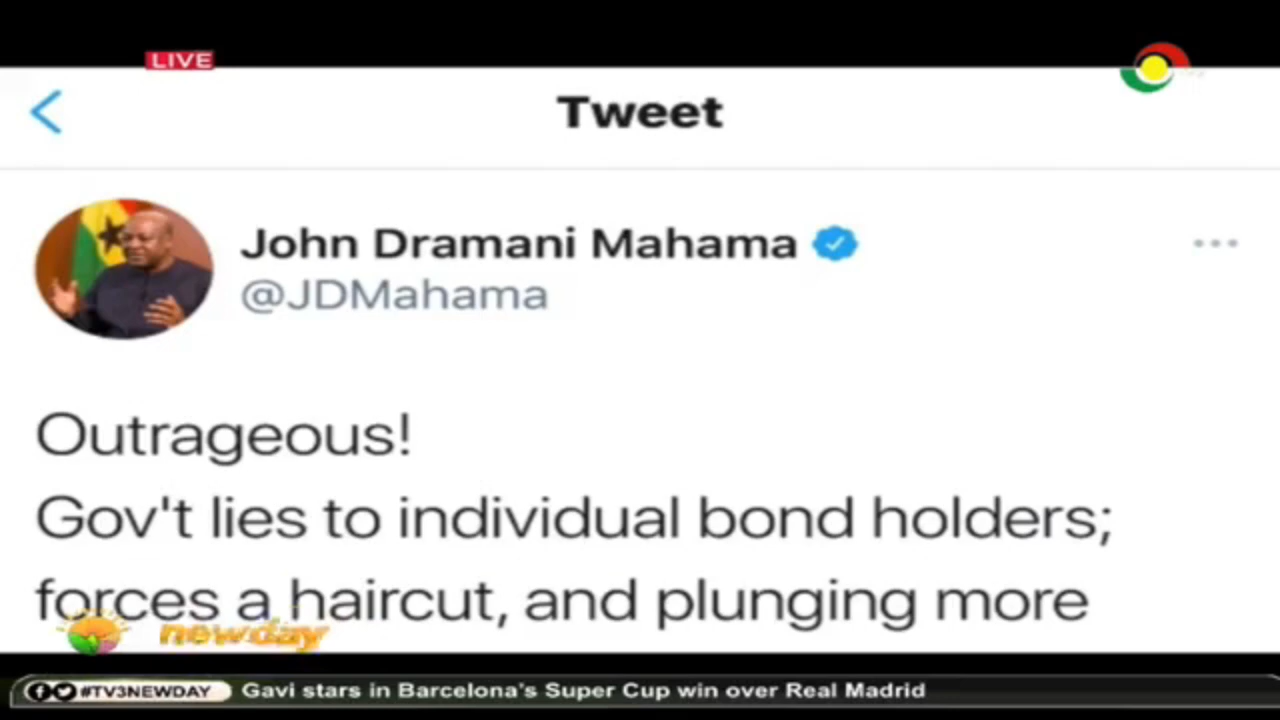 LIVE
Tweet
John Dramani Mahama
@JDMahama
Outrageous!
Gov't lies to individual bond holders;
forces a haircut, and plunging more
newday
#TV3NEWDAY Gavi stars in Barcelona's Super Cup win over Real Madrid